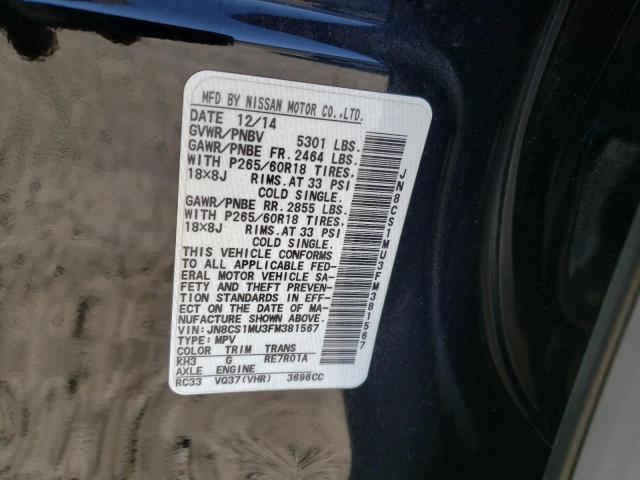 MFD BY NISSAN MOTOR CO.,LTD.
DATE 12/14
GVWR/PNBV 5301 LBS.
GAWR/PNBE FR. 2464 LBS.
WITH P265/60R18 TIRES,
18×8J RIMS, AT 33 PSI
COLD SINGLE.
GAWR/PNBE RR. 2855 LBS.
WITH P265/60R18 TIRES,
18×8J RIMS, AT 33 PSI
COLD SINGLE.
THIS VEHICLE CONFORMS
TO ALL APPLICABLE FED-
ERAL MOTOR VEHICLE SA-
FETY AND THEFT PREVEN-
TION STANDARDS IN EFF-
ECT ON THE DATE OF MA-
NUFACTURE SHOWN ABOVE.
VIN: JN8CS1MU3FM381567
TYPE: MPV
COLOR TRIM TRANS
KH3 G RE7R01A
AXLE ENGINE
RC33 VQ37(VHR) 3696CC
JN8CS1MU3FM381567